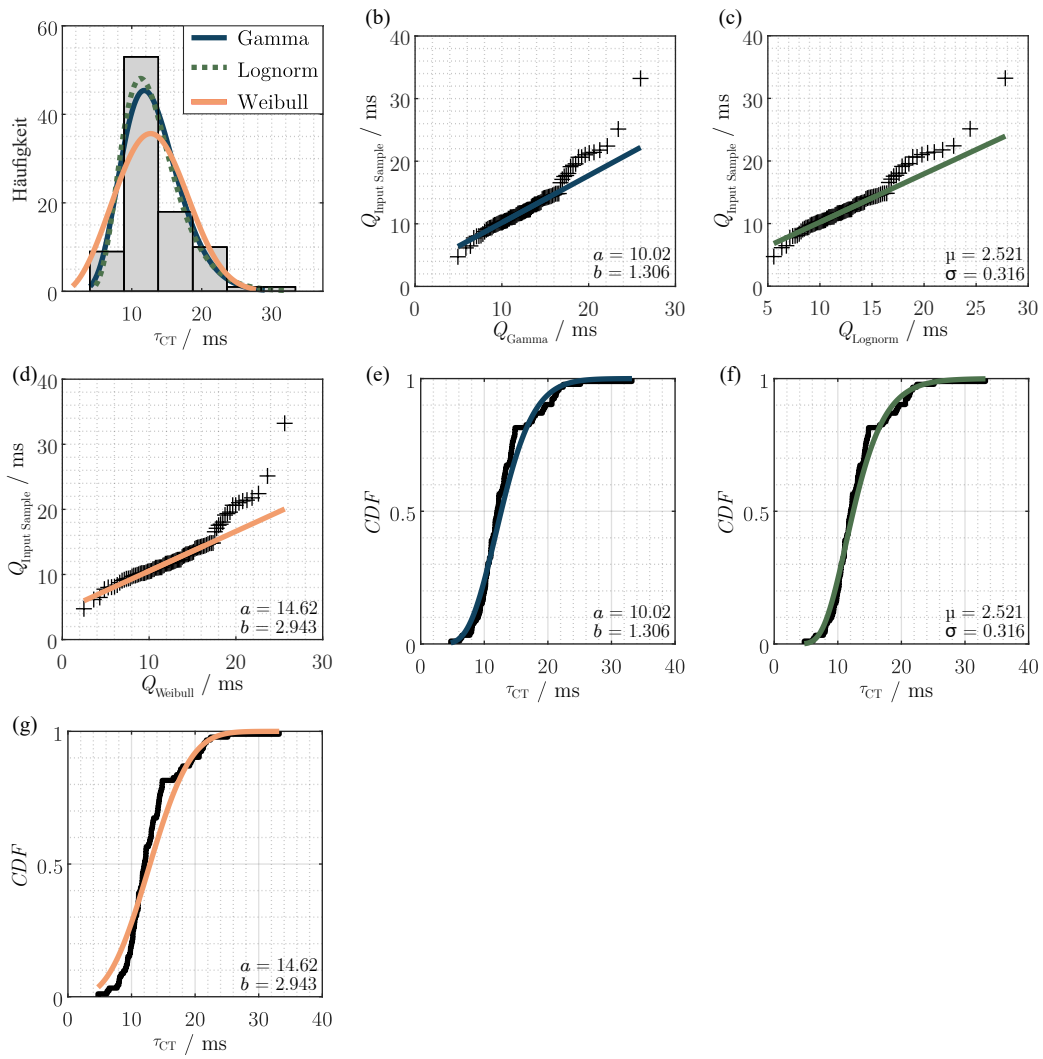 60
40
20
0
Häufigkeit
10 20 30
τCT / ms
Gamma
Lognorm
Weibull
(b)
40
30
20
10
0
QInput Sample / ms
0 10 20 30
QGamma / ms
a = 10.02
b = 1.306
(c)
40
30
20
10
0
QInput Sample / ms
5 10 15 20 25 30
QLognorm / ms
μ = 2.521
σ = 0.316
(d)
40
30
20
10
0
QInput Sample / ms
0 10 20 30
QWeibull / ms
a = 14.62
b = 2.943
(e)
1
0.5
0
CDF
0 10 20 30 40
τCT / ms
a = 10.02
b = 1.306
(f)
1
0.5
0
CDF
0 10 20 30 40
τCT / ms
μ = 2.521
σ = 0.316
(g)
1
0.5
0
CDF
0 10 20 30 40
τCT / ms
a = 14.62
b = 2.943